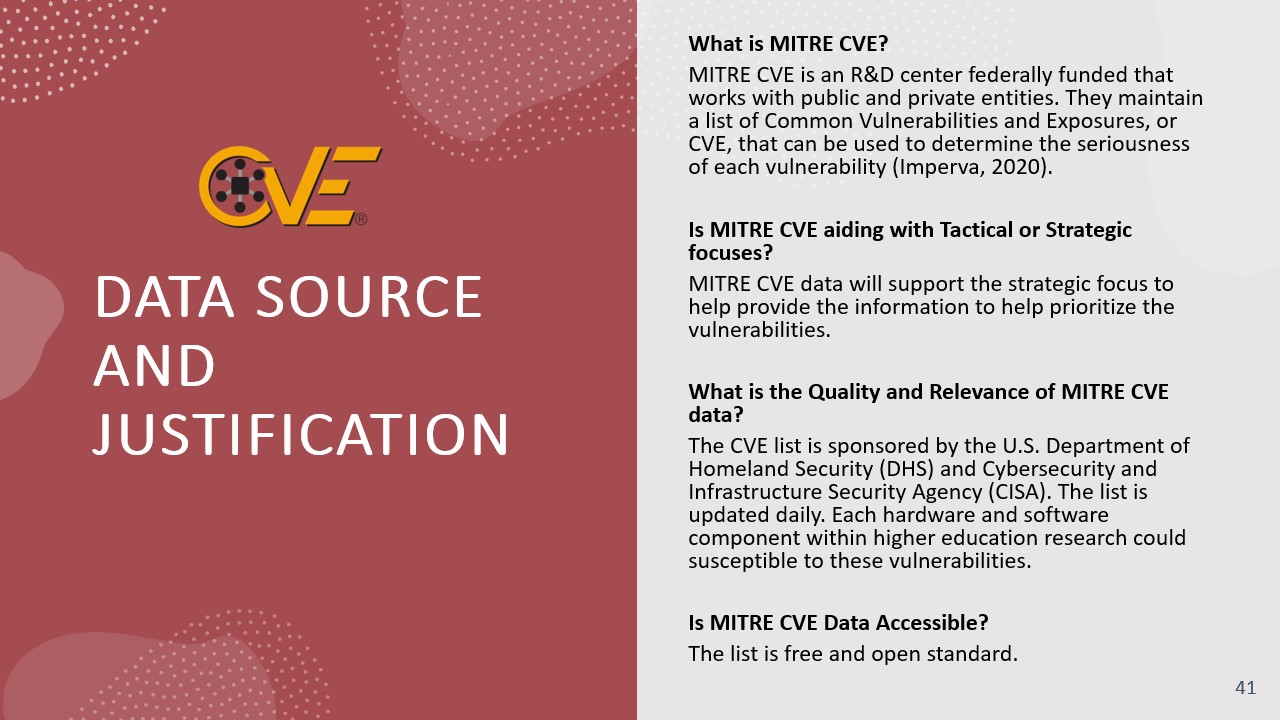 CVE®
DATA SOURCE
AND
JUSTIFICATION
What is MITRE CVE?
MITRE CVE is an R&D center federally funded that
works with public and private entities. They maintain
a list of Common Vulnerabilities and Exposures, or
CVE, that can be used to determine the seriousness
of each vulnerability (Imperva, 2020).
Is MITRE CVE aiding with Tactical or Strategic
focuses?
MITRE CVE data will support the strategic focus to
help provide the information to help prioritize the
vulnerabilities.
What is the Quality and Relevance of MITRE CVE
data?
The CVE list is sponsored by the U.S. Department of
Homeland Security (DHS) and Cybersecurity and
Infrastructure Security Agency (CISA). The list is
updated daily. Each hardware and software
component within higher education research could
susceptible to these vulnerabilities.
Is MITRE CVE Data Accessible?
The list is free and open standard.
41